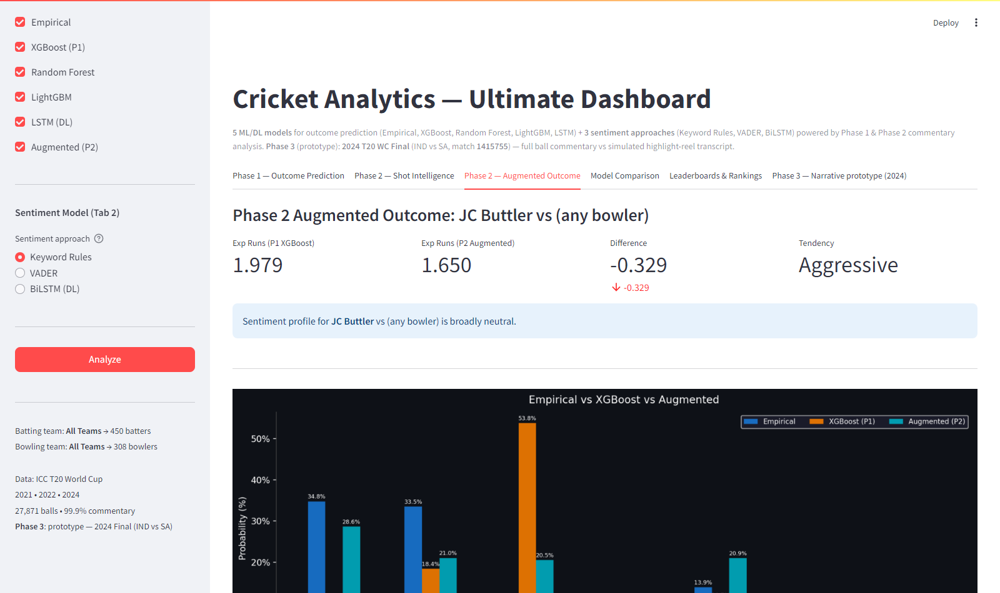 Empirical
XGBoost (P1)
Random Forest
LightGBM
LSTM (DL)
Augmented (P2)
Sentiment Model (Tab 2)
Sentiment approach
Keyword Rules
VADER
BiLSTM (DL)
Analyze
Batting team: All Teams → 450 batters
Bowling team: All Teams → 308 bowlers
Data: ICC T20 World Cup
2021 • 2022 • 2024
27,871 balls • 99.9% commentary
Phase 3: prototype — 2024 Final (IND vs SA)
Deploy
Cricket Analytics — Ultimate Dashboard
5 ML/DL models for outcome prediction (Empirical, XGBoost, Random Forest, LightGBM, LSTM) + 3 sentiment approaches (Keyword Rules, VADER, BiLSTM) powered by Phase 1 & Phase 2 commentary
analysis. Phase 3 (prototype): 2024 T20 WC Final (IND vs SA, match 1415755) — full ball commentary vs simulated highlight-reel transcript.
Phase 1 — Outcome Prediction Phase 2 — Shot Intelligence Phase 2 — Augmented Outcome Model Comparison Leaderboards & Rankings Phase 3 — Narrative prototype (2024)
Phase 2 Augmented Outcome: JC Buttler vs (any bowler)
Exp Runs (P1 XGBoost) Exp Runs (P2 Augmented) Difference Tendency
1.979 1.650 -0.329 Aggressive
↓ -0.329
Sentiment profile for JC Buttler vs (any bowler) is broadly neutral.
Empirical vs XGBoost vs Augmented
Empirical XGBoost (P1) Augmented (P2)
Probability (%)
50%
40%
30%
20%
34.8%
28.6%
33.5%
18.4%
21.0%
53.8%
20.5%
13.9%
20.9%